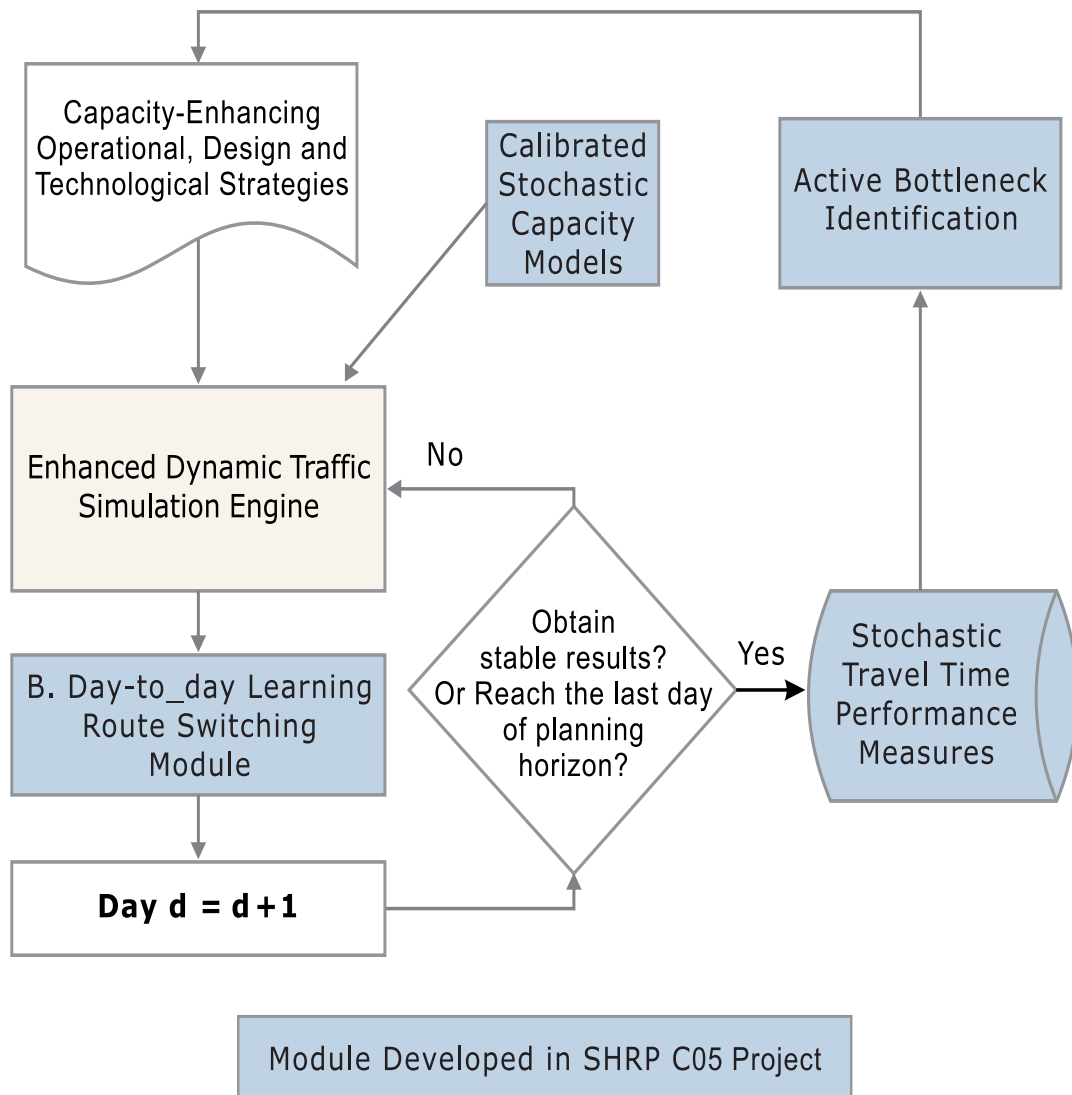 Capacity-Enhancing
Operational, Design and
Technological Strategies
Calibrated
Stochastic
Capacity
Models
Active Bottleneck
Identification
Enhanced Dynamic Traffic
Simulation Engine
No
Obtain
stable results?
Or Reach the last day
of planning
horizon?
Yes
Stochastic
Travel Time
Performance
Measures
B. Day-to_day Learning
Route Switching
Module
Day d = d+1
Module Developed in SHRP C05 Project